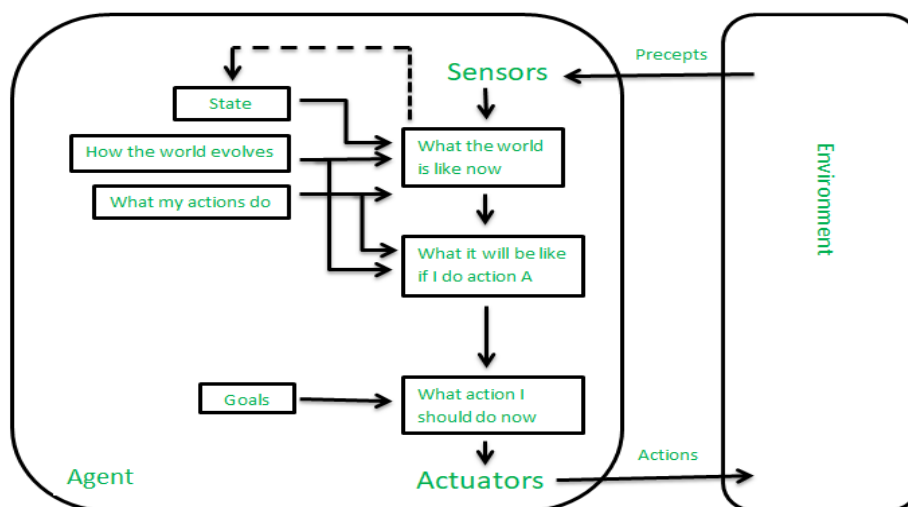 Precepts
Sensors
State
How the world evolves
What the world
is like now
What my actions do
What it will be like
if I do action A
Environment
Goals
What action I
should do now
Agent
Actuators
Actions